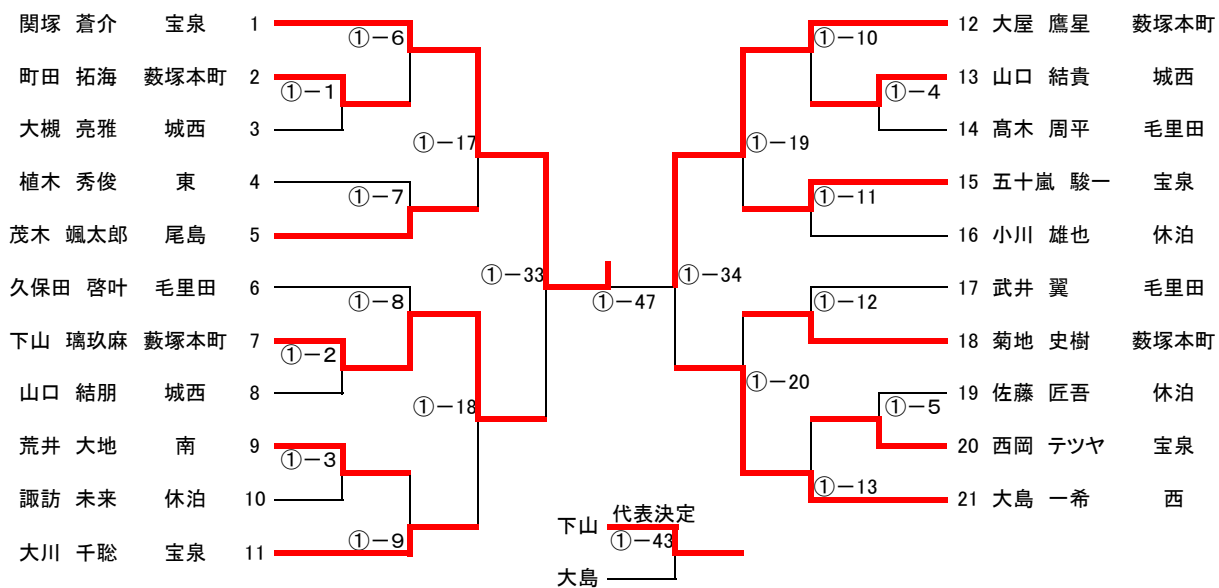 関塚 蒼介 宝泉 1
①-6
町田 拓海 藪塚本町 2
①-1
大槻 亮雅 城西 3
①-17
植木 秀俊 東 4
①-7
茂木 颯太郎 尾島 5
①-33
久保田 啓叶 毛里田 6
①-8
下山 璃玖麻 藪塚本町 7
①-2
山口 結朋 城西 8
①-18
荒井 大地 南 9
①-3
諏訪 未来 休泊 10
①-9
大川 千聡 宝泉 11
①-47
12 大屋 鷹星 藪塚本町
①-10
13 山口 結貴 城西
①-4
14 髙木 周平 毛里田
①-19
15 五十嵐 駿一 宝泉
①-11
16 小川 雄也 休泊
①-34
17 武井 翼 毛里田
①-12
18 菊地 史樹 藪塚本町
①-20
19 佐藤 匠吾 休泊
①-5
20 西岡 テツヤ 宝泉
①-13
21 大島 一希 西
代表決定
下山
①-43
大島